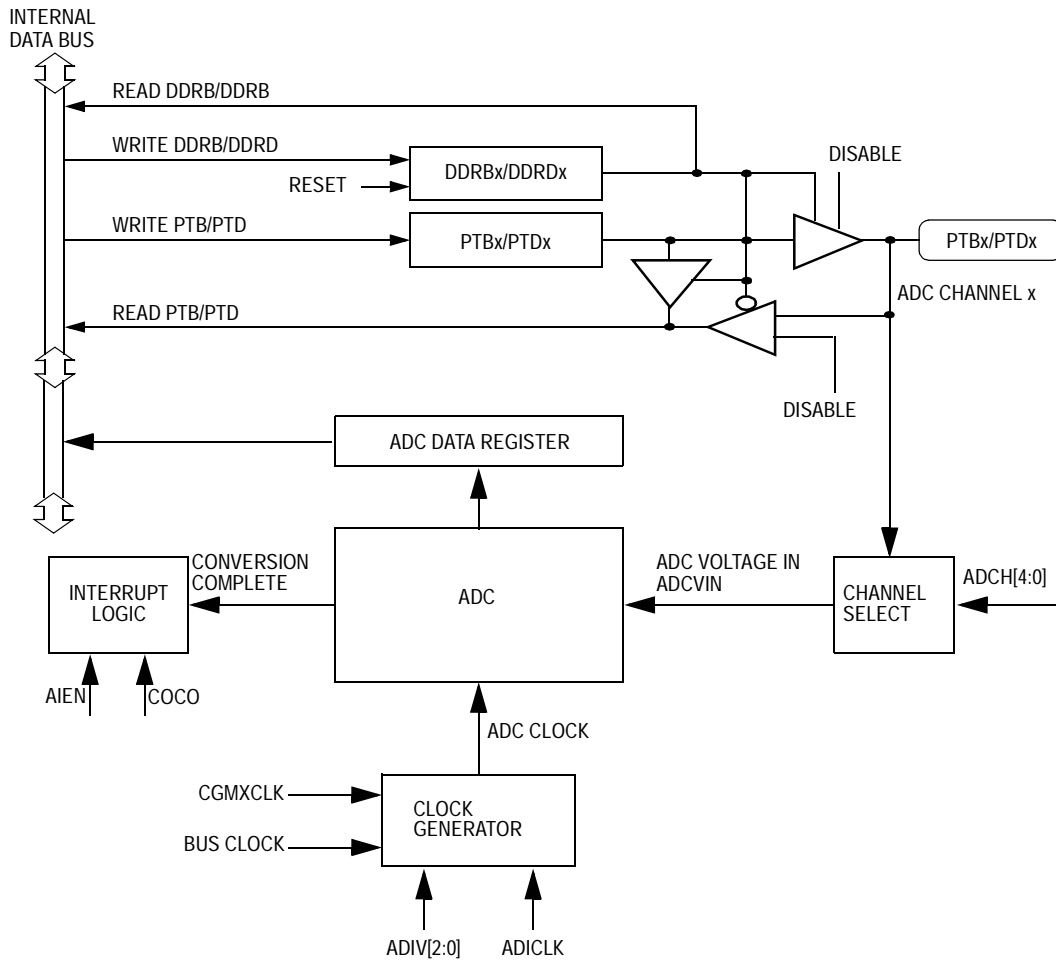 INTERNAL
DATA BUS
READ DDRB/DDRB
WRITE DDRB/DDRD
RESET
DDRBx/DDRDx
DISABLE
WRITE PTB/PTD
PTBx/PTDx
PTBx/PTDx
ADC CHANNEL x
READ PTB/PTD
DISABLE
ADC DATA REGISTER
INTERRUPT
LOGIC
CONVERSION
COMPLETE
ADC
ADC VOLTAGE IN
ADCVIN
CHANNEL
SELECT
ADCH[4:0]
AIEN
COCO
ADC CLOCK
CGMXCLK
BUS CLOCK
CLOCK
GENERATOR
ADIV[2:0]
ADICLK